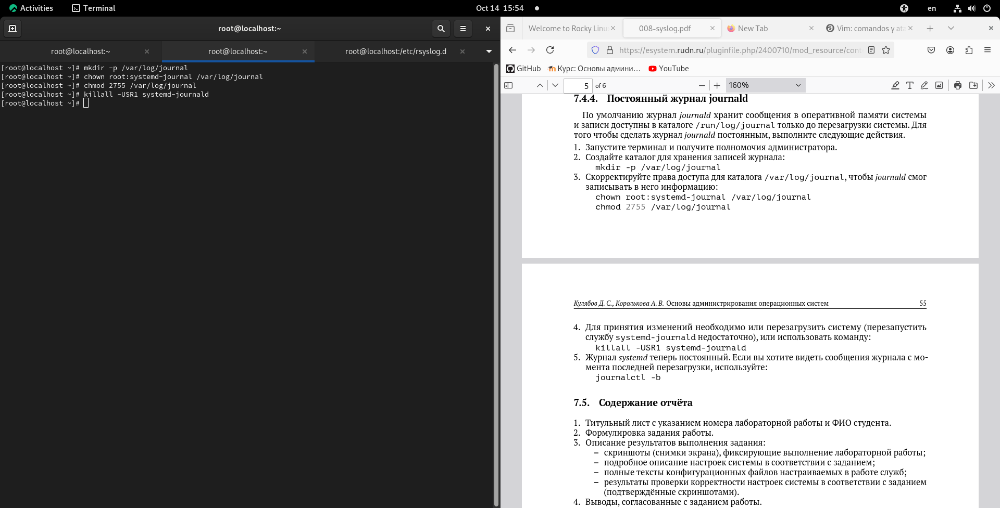 Activities
Terminal
Oct 14 15:54
en
root@localhost:~
root@localhost:~
root@localhost:~
root@localhost:/etc/rsyslog.d
[root@localhost ~]# mkdir -p /var/log/journal
[root@localhost ~]# chown root:systemd-journal /var/log/journal
[root@localhost ~]# chmod 2755 /var/log/journal
[root@localhost ~]# killall -USR1 systemd-journald
[root@localhost ~]#
Welcome to Rocky Linu
008-syslog.pdf
New Tab
Vim: comandos y ata
https://esystem.rudn.ru/pluginfile.php/2400710/mod_resource/cont
GitHub
Курс: Основы админи…
YouTube
5 of 6
160%
7.4.4. Постоянный журнал journald
По умолчанию журнал journald хранит сообщения в оперативной памяти системы
и записи доступны в каталоге /run/log/journal только до перезагрузки системы. Для
того чтобы сделать журнал journald постоянным, выполните следующие действия.
1. Запустите терминал и получите полномочия администратора.
2. Создайте каталог для хранения записей журнала:
mkdir -p /var/log/journal
3. Скорректируйте права доступа для каталога /var/log/journal, чтобы journald смог
записывать в него информацию:
chown root:systemd-journal /var/log/journal
chmod 2755 /var/log/journal
Кулябов Д. С., Королькова А. В. Основы администрирования операционных систем 55
4. Для принятия изменений необходимо или перезагрузить систему (перезапустить
службу systemd-journald недостаточно), или использовать команду:
killall -USR1 systemd-journald
5. Журнал systemd теперь постоянный. Если вы хотите видеть сообщения журнала с мо-
мента последней перезагрузки, используйте:
journalctl -b
7.5. Содержание отчёта
1. Титульный лист с указанием номера лабораторной работы и ФИО студента.
2. Формулировка задания работы.
3. Описание результатов выполнения задания:
– скриншоты (снимки экрана), фиксирующие выполнение лабораторной работы;
– подробное описание настроек системы в соответствии с заданием;
– полные тексты конфигурационных файлов настраиваемых в работе служб;
– результаты проверки корректности настроек системы в соответствии с заданием
(подтверждённые скриншотами).
4. Выводы, согласованные с заданием работы.